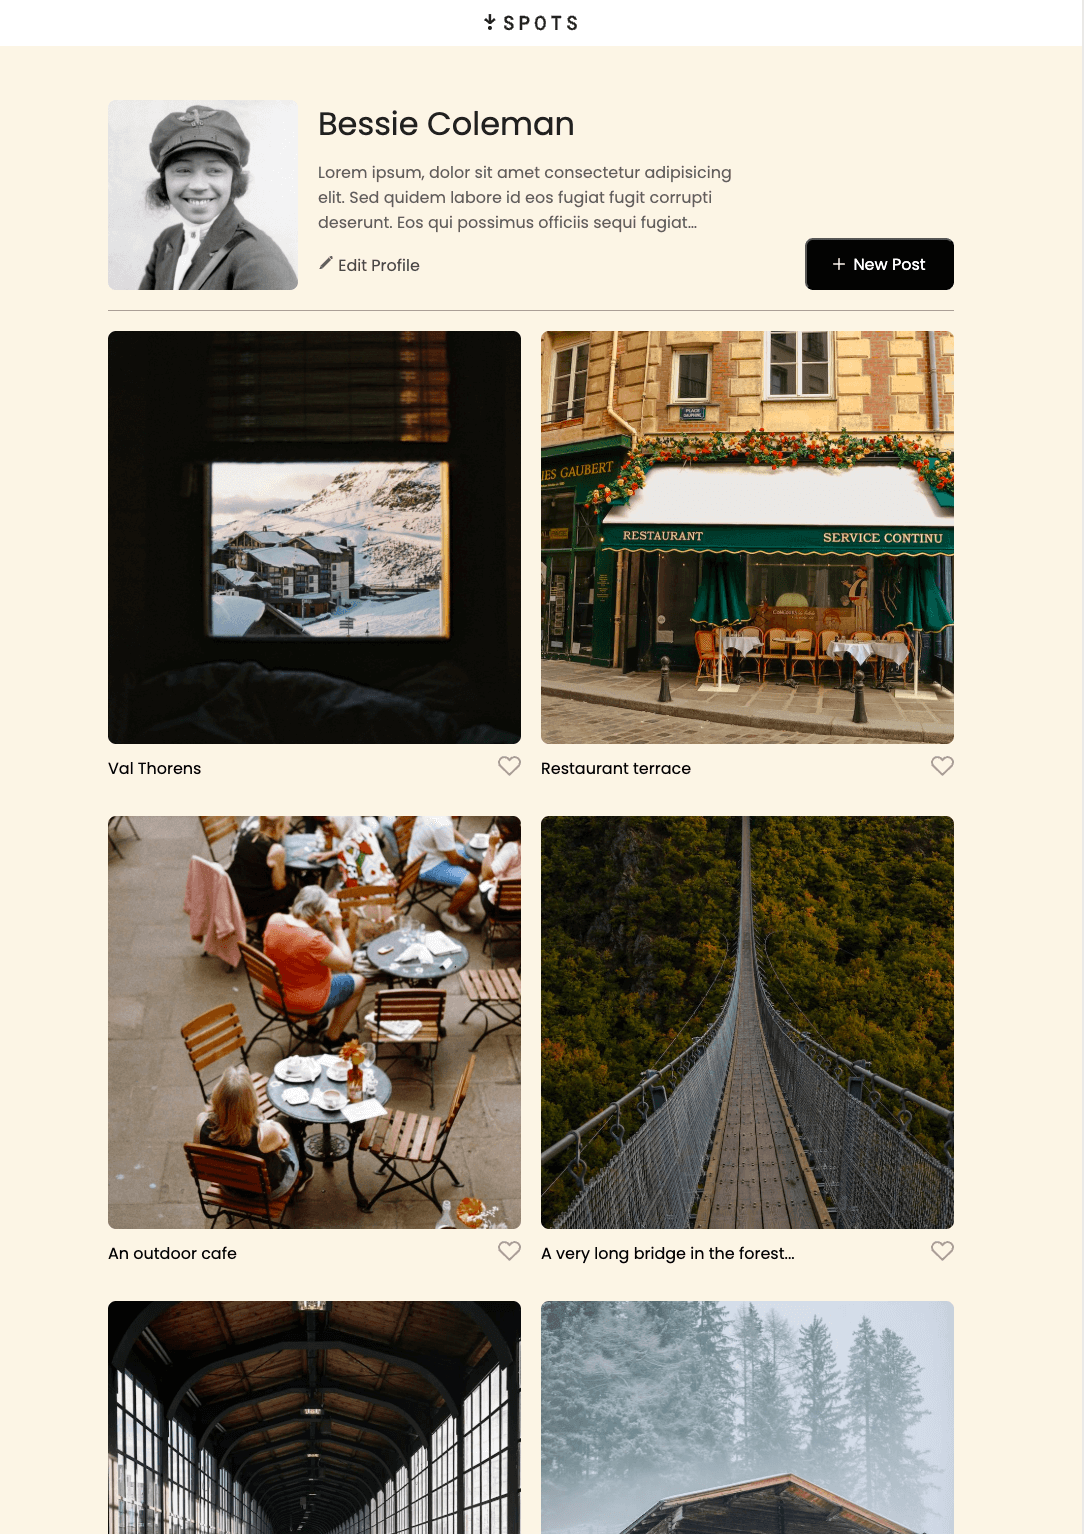 SPOTS
Bessie Coleman
Lorem ipsum, dolor sit amet consectetur adipisicing
elit. Sed quidem labore id eos fugiat fugit corrupti
deserunt. Eos qui possimus officiis sequi fugiat...
Edit Profile
+ New Post
PLACE
DAUPHINE
IES GAUBERT
RESTAURANT
SERVICE CONTINU
Val Thorens
Restaurant terrace
An outdoor cafe
A very long bridge in the forest...